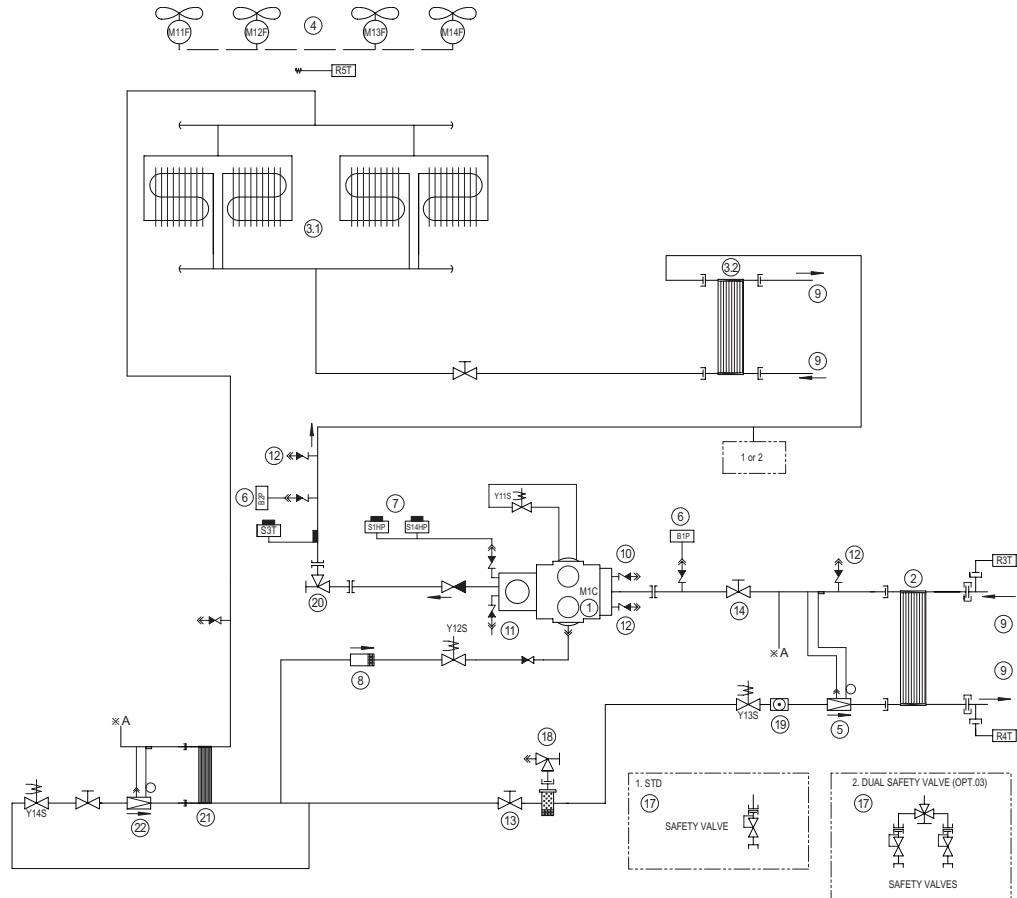 M11F
M12F
4
M13F
M14F
R5T
3.1
3.2
9
9
12
1 or 2
6
B2P
S3T
7
S1HP
S14HP
Y11S
10
6
B1P
12
2
R3T
M1C
1
20
11
12
14
9
Y12S
※A
8
9
※A
Y13S
19
5
R4T
18
Y14S
22
21
13
1. STD
17
SAFETY VALVE
2. DUAL SAFETY VALVE (OPT.03)
17
SAFETY VALVES